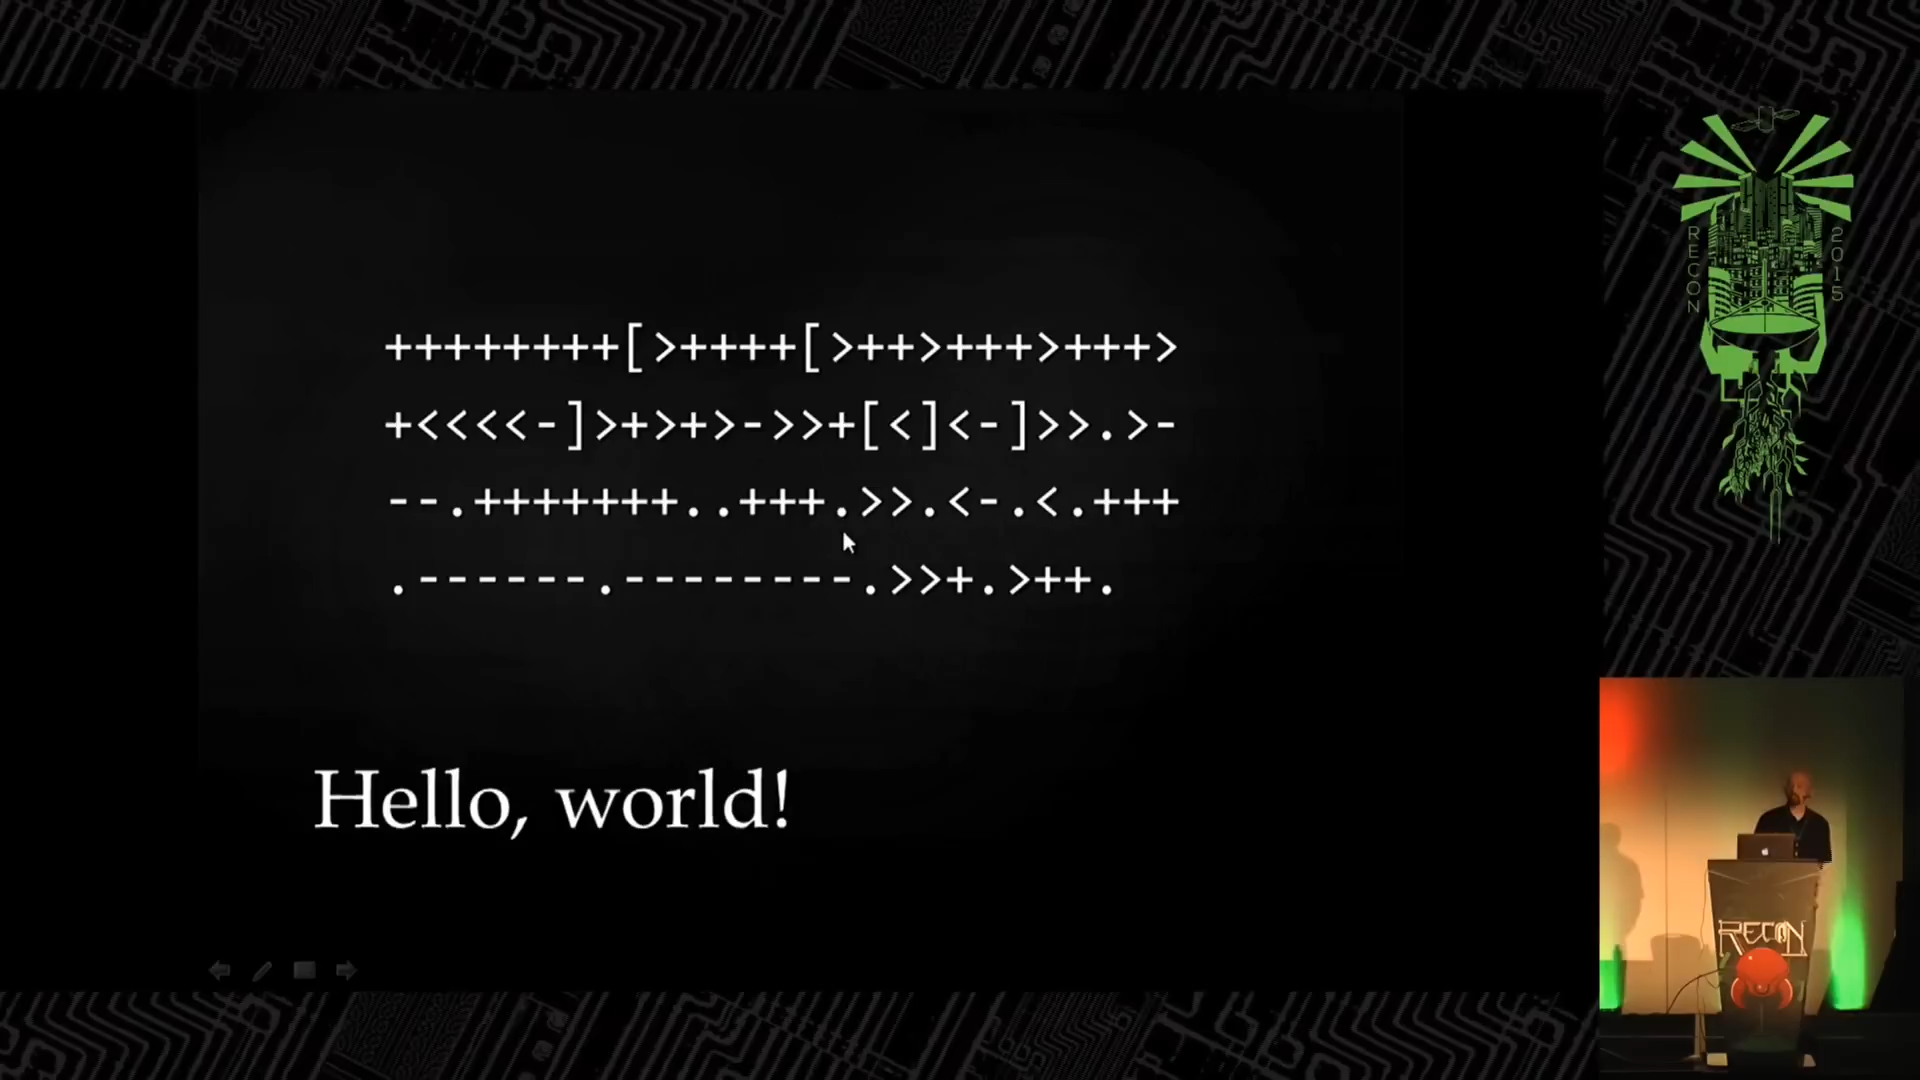 ++++++++[>++++[>++>+++>+++>
+<<<<-]>+>+>->>+[<]<-]>>.>-
--.+++++++..+++.>>.<-.<.+++
.------.--------.>>+.>++.
Hello, world!
RECON
2015
RECON